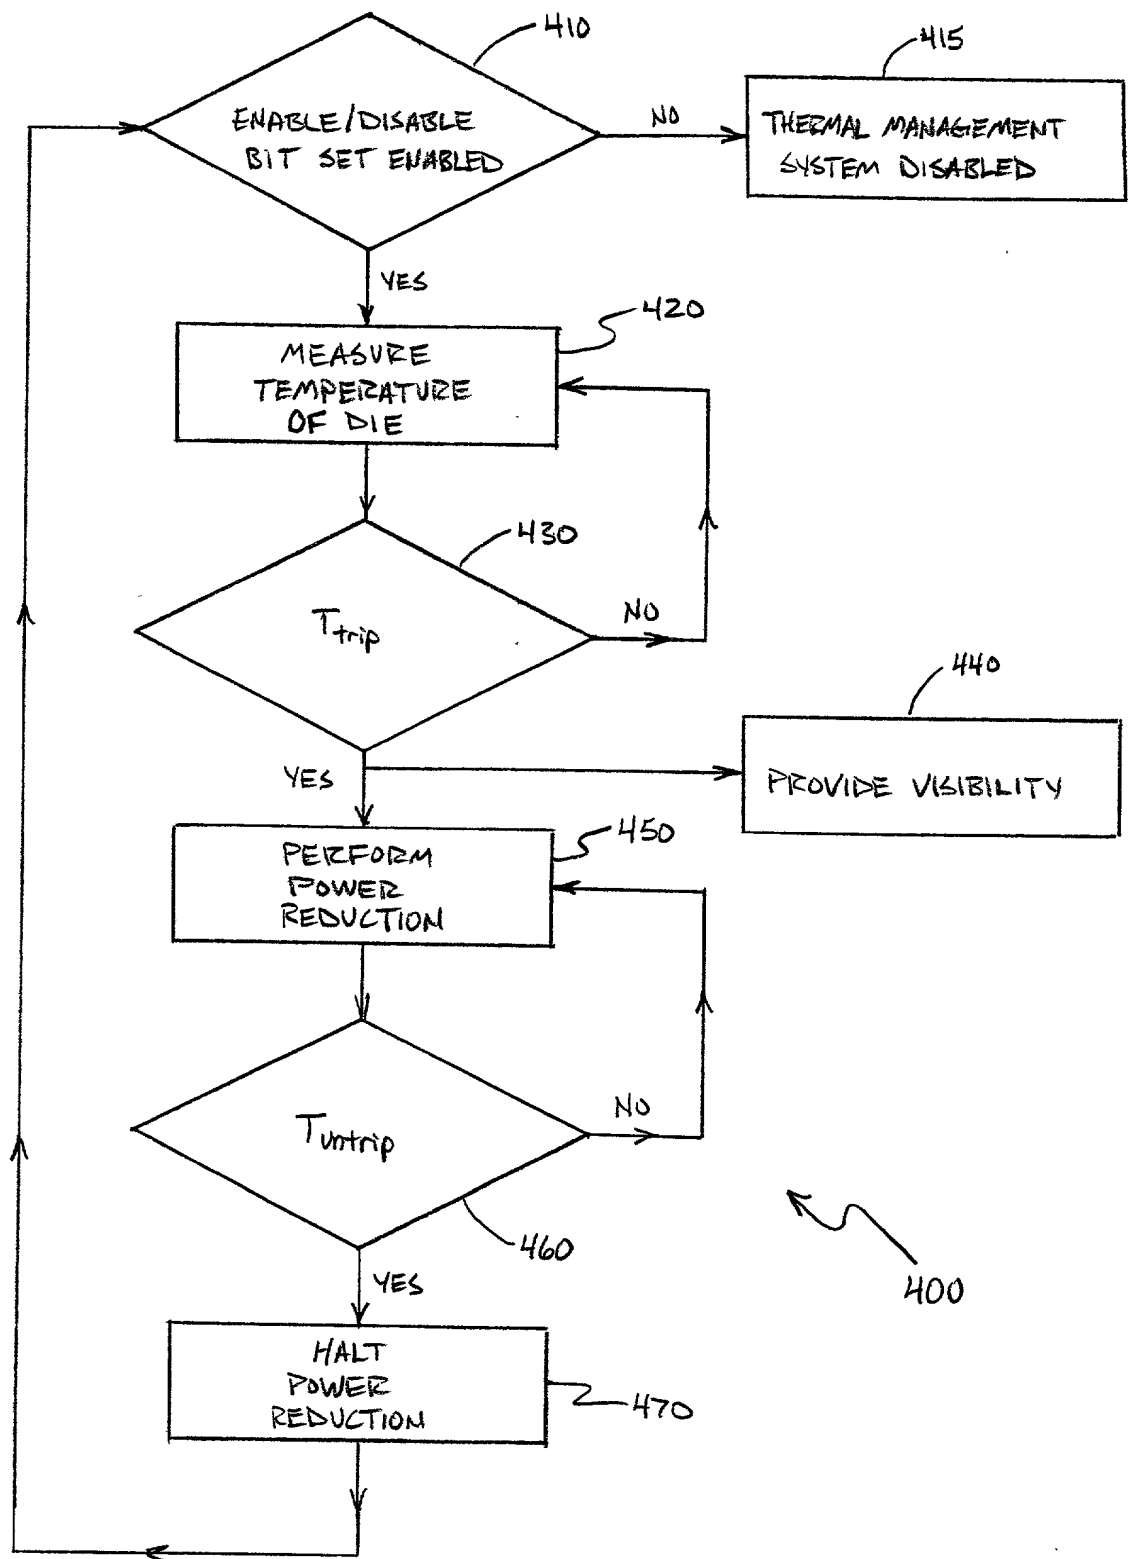 410
415
ENABLE/DISABLE
BIT SET ENABLED
NO
THERMAL MANAGEMENT
SYSTEM DISABLED
YES
420
MEASURE
TEMPERATURE
OF DIE
430
Ttrip
NO
440
YES
PROVIDE VISIBILITY
450
PERFORM
POWER
REDUCTION
Tuntrip
NO
460
YES
400
HALT
POWER
REDUCTION
470